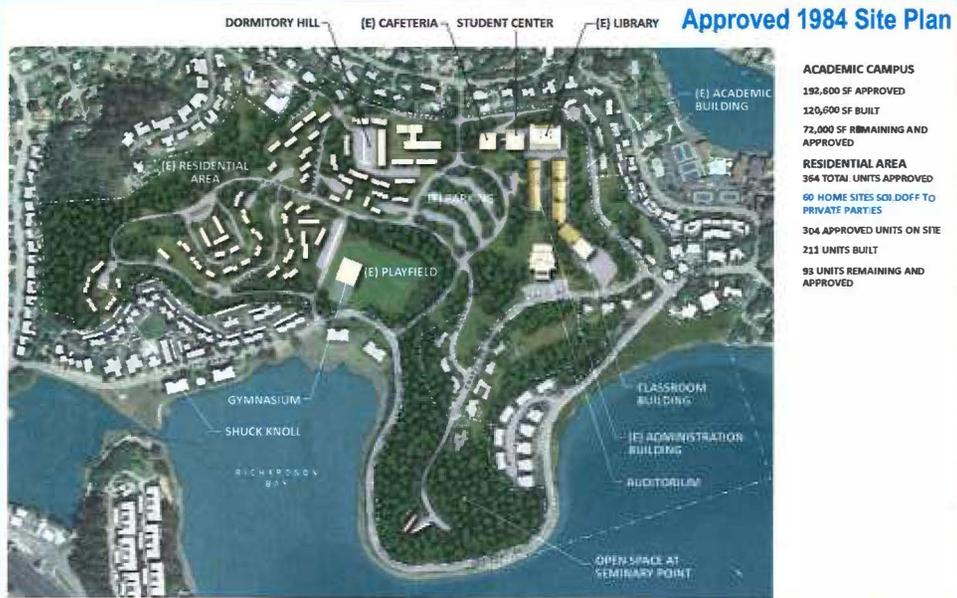 DORMITORY HILL
(E) CAFETERIA
STUDENT CENTER
(E) LIBRARY
Approved 1984 Site Plan
ACADEMIC CAMPUS
192,600 SF APPROVED
120,600 SF BUILT
72,000 SF REMAINING AND
APPROVED
RESIDENTIAL AREA
364 TOTAL UNITS APPROVED
60 HOME SITES SOLD OFF TO
PRIVATE PARTIES
304 APPROVED UNITS ON SITE
211 UNITS BUILT
93 UNITS REMAINING AND
APPROVED
(E) ACADEMIC
BUILDING
(E) RESIDENTIAL
AREA
(E) PARKING
(E) PLAYFIELD
GYMNASIUM
SHUCK KNOLL
RICHARDSON
BAY
CLASSROOM
BUILDING
(E) ADMINISTRATION
BUILDING
AUDITORIUM
OPEN SPACE AT
SEMINARY POINT